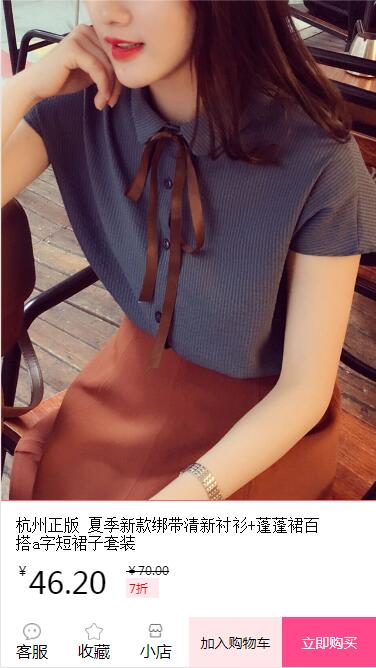 杭州正版 夏季新款绑带清新衬衫+蓬蓬裙百
搭a字短裙子套装
¥46.20 ¥70.00
7折
客服 收藏 小店 加入购物车 立即购买